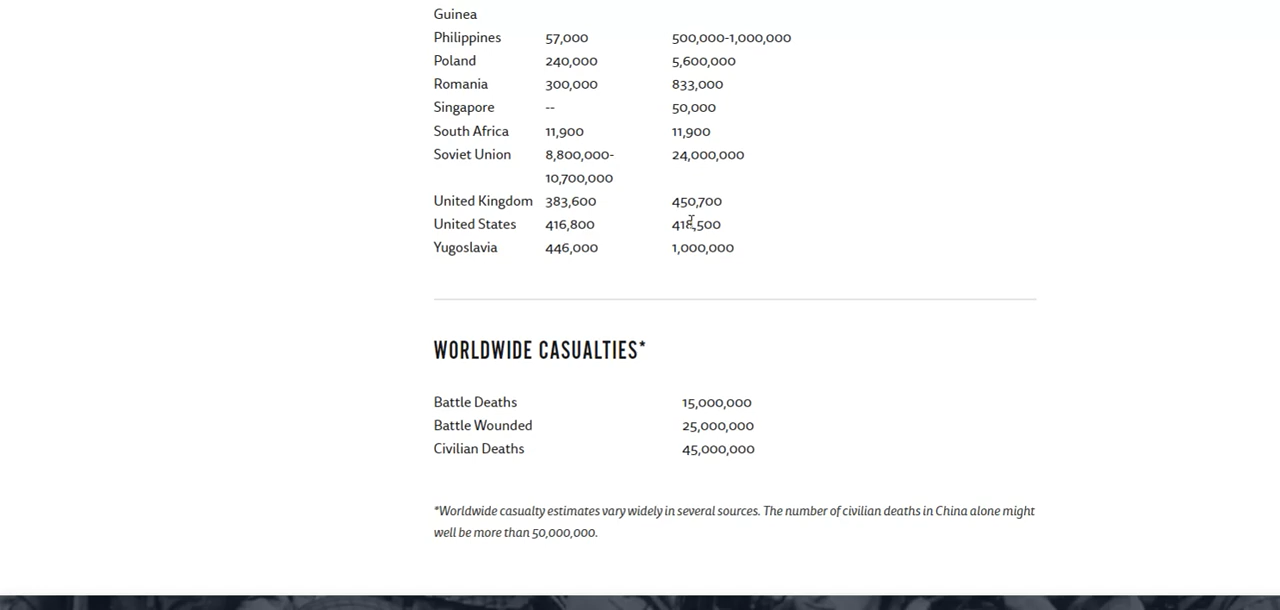 Guinea
Philippines 57,000 500,000-1,000,000
Poland 240,000 5,600,000
Romania 300,000 833,000
Singapore -- 50,000
South Africa 11,900 11,900
Soviet Union 8,800,000- 24,000,000
10,700,000
United Kingdom 383,600 450,700
United States 416,800 418,500
Yugoslavia 446,000 1,000,000
WORLDWIDE CASUALTIES*
Battle Deaths 15,000,000
Battle Wounded 25,000,000
Civilian Deaths 45,000,000
*Worldwide casualty estimates vary widely in several sources. The number of civilian deaths in China alone might
well be more than 50,000,000.